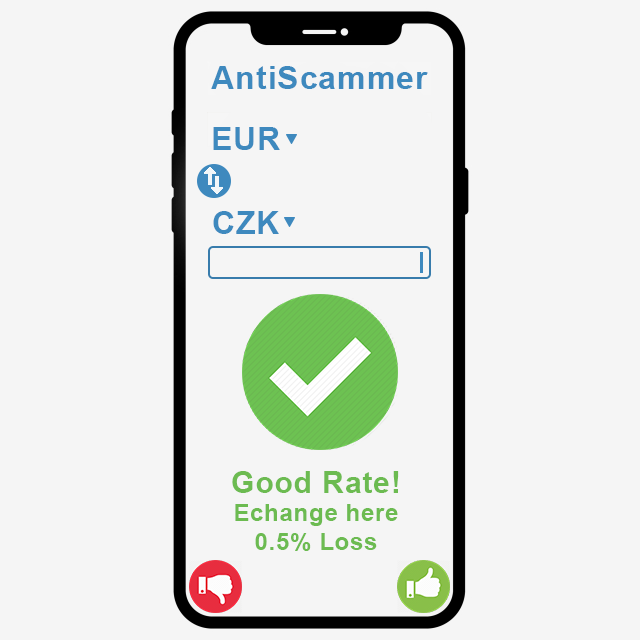 AntiScammer
EUR
CZK
Good Rate!
Echange here
0.5% Loss